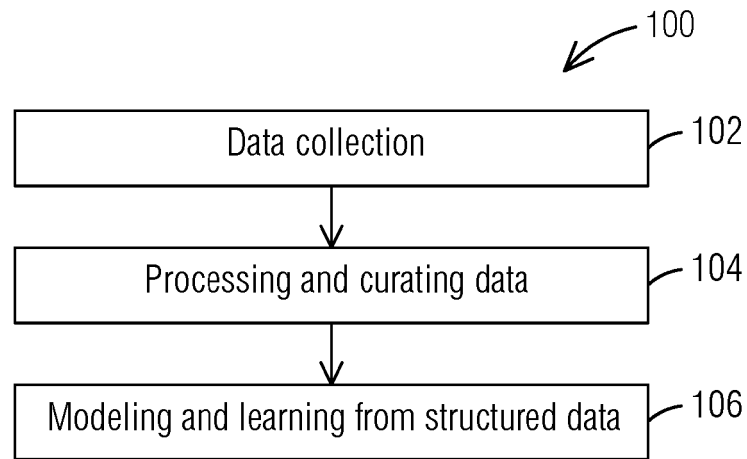 100
Data collection
102
Processing and curating data
104
Modeling and learning from structured data
106